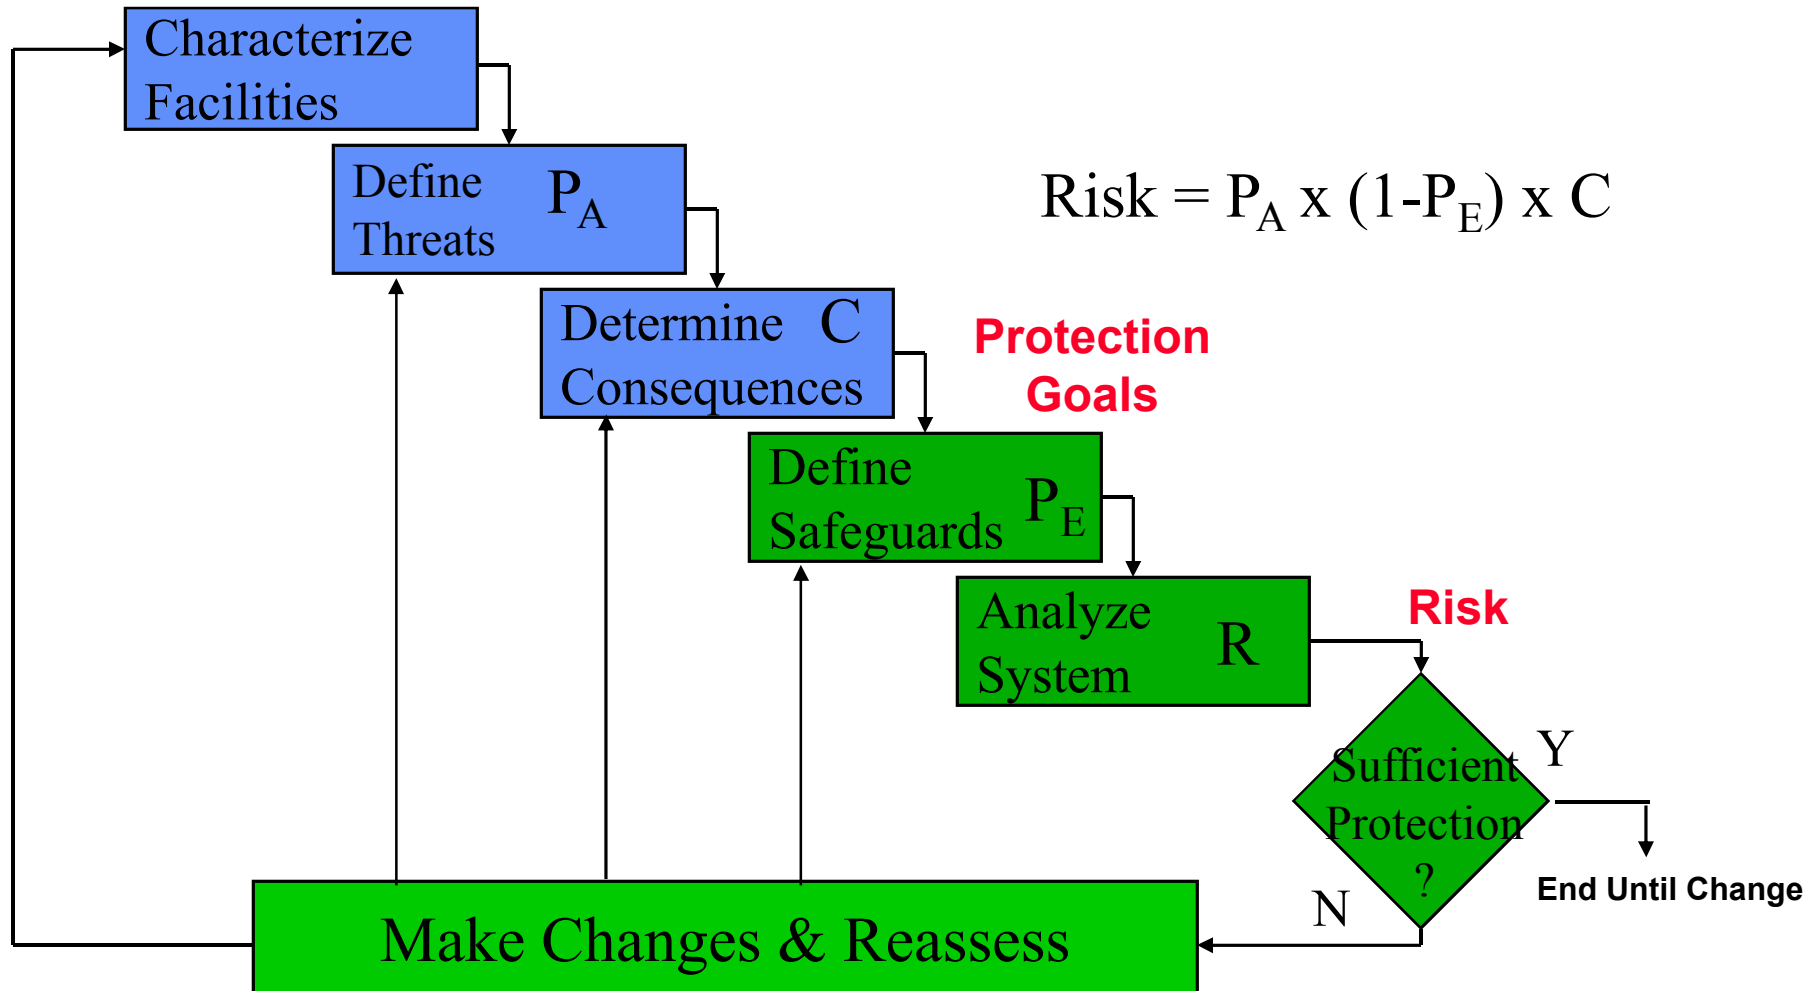 Characterize
Facilities
Define
Threats
P_A
Risk = P_A x (1-P_E) x C
Determine C
Consequences
Protection
Goals
Define
Safeguards
P_E
Analyze
System
R
Risk
Sufficient
Protection
?
Y
End Until Change
N
Make Changes & Reassess